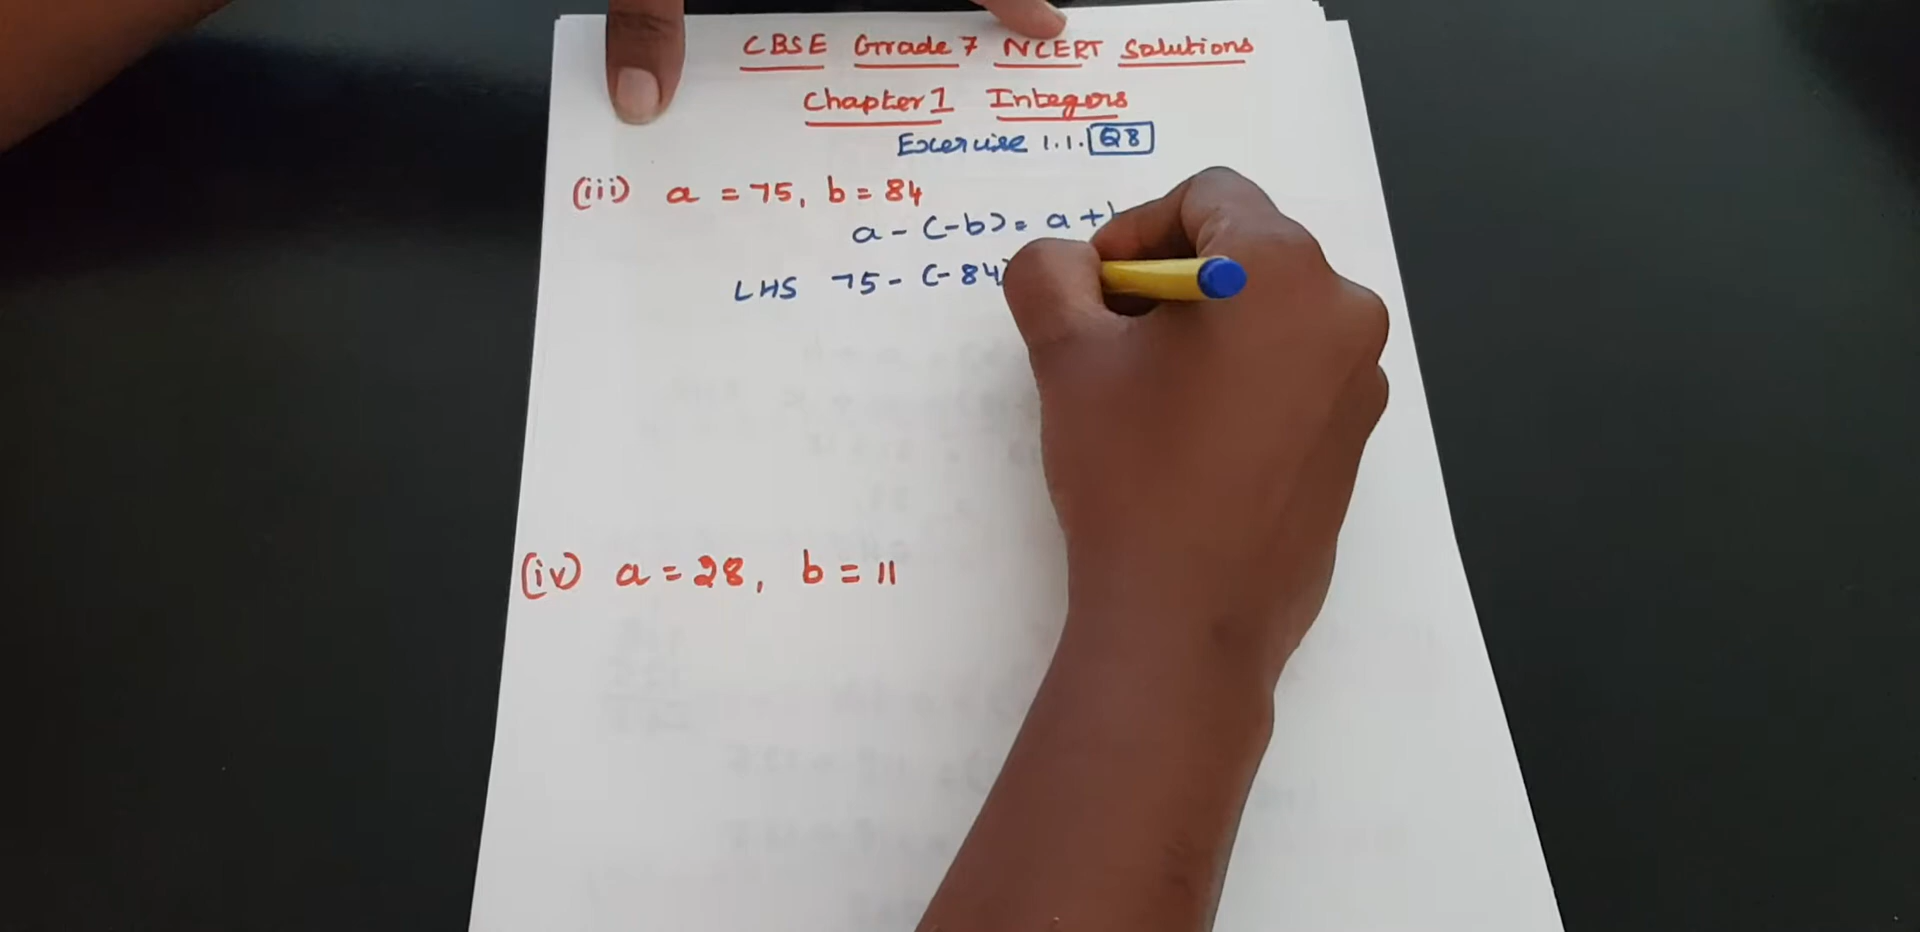 CBSE Grade 7 NCERT Solutions
Chapter 1 Integers
Exercise 1.1. Q8
(iii) a = 75, b = 84
a - (-b) = a +
LHS 75 - (-84)
(iv) a = 28, b = 11